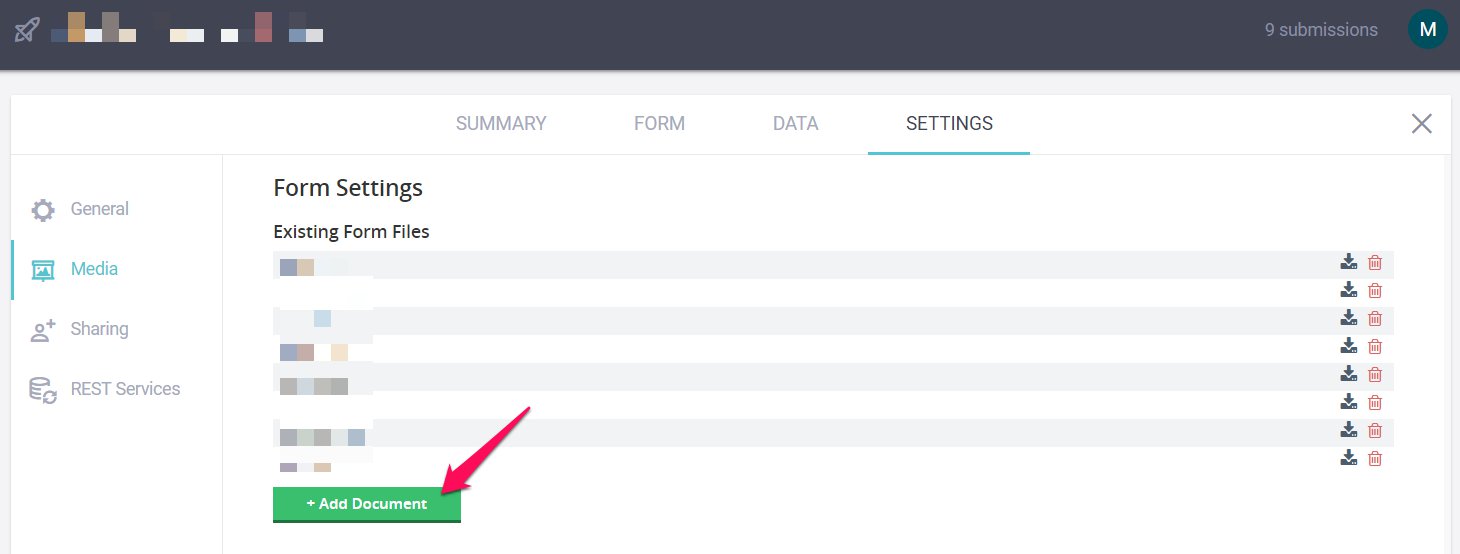 9 submissions
M
SUMMARY FORM DATA SETTINGS
General
Media
Sharing
REST Services
Form Settings
Existing Form Files
+ Add Document